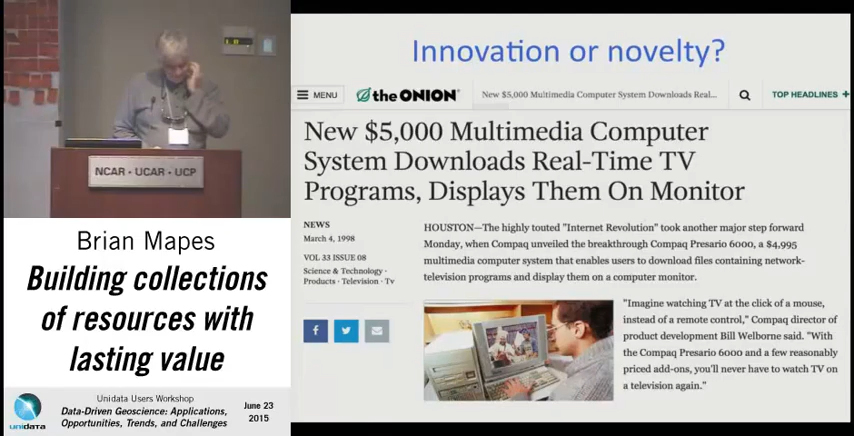 NCAR · UCAR · UCP
Brian Mapes
Building collections
of resources with
lasting value
unidata
Unidata Users Workshop
Data-Driven Geoscience: Applications,
Opportunities, Trends, and Challenges
June 23
2015
Innovation or novelty?
MENU
the ONION
New $5,000 Multimedia Computer System Downloads Real...
TOP HEADLINES +
New $5,000 Multimedia Computer
System Downloads Real-Time TV
Programs, Displays Them On Monitor
NEWS
March 4, 1998
VOL 33 ISSUE 08
Science & Technology ·
Products · Television · Tv
HOUSTON—The highly touted "Internet Revolution" took another major step forward
Monday, when Compaq unveiled the breakthrough Compaq Presario 6000, a $4,995
multimedia computer system that enables users to download files containing network-
television programs and display them on a computer monitor.
"Imagine watching TV at the click of a mouse,
instead of a remote control," Compaq director of
product development Bill Welborne said. "With
the Compaq Presario 6000 and a few reasonably
priced add-ons, you'll never have to watch TV on
a television again."